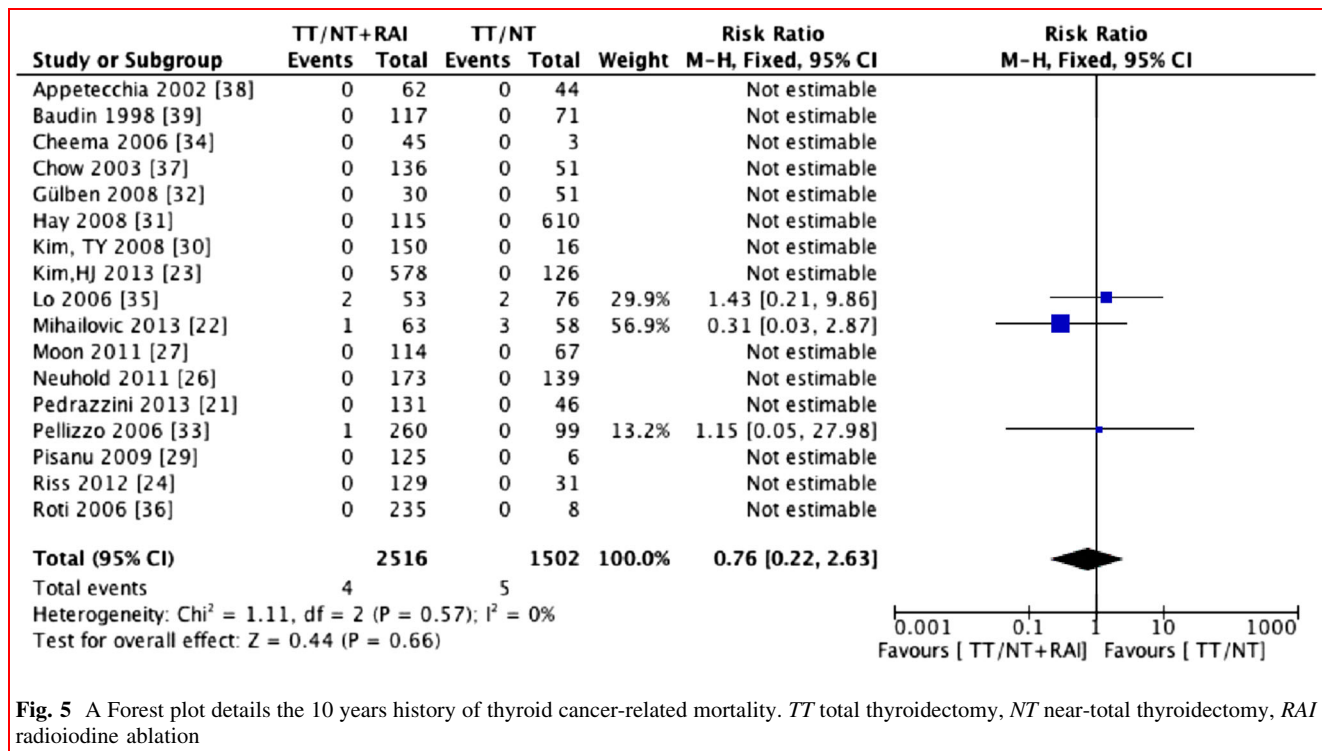 TT/NT+RAI TT/NT Risk Ratio Risk Ratio
Study or Subgroup Events Total Events Total Weight M-H, Fixed, 95% CI M-H, Fixed, 95% CI
Appetecchia 2002 [38] 0 62 0 44 Not estimable
Baudin 1998 [39] 0 117 0 71 Not estimable
Cheema 2006 [34] 0 45 0 3 Not estimable
Chow 2003 [37] 0 136 0 51 Not estimable
Gülben 2008 [32] 0 30 0 51 Not estimable
Hay 2008 [31] 0 115 0 610 Not estimable
Kim, TY 2008 [30] 0 150 0 16 Not estimable
Kim,HJ 2013 [23] 0 578 0 126 Not estimable
Lo 2006 [35] 2 53 2 76 29.9% 1.43 [0.21, 9.86]
Mihailovic 2013 [22] 1 63 3 58 56.9% 0.31 [0.03, 2.87]
Moon 2011 [27] 0 114 0 67 Not estimable
Neuhold 2011 [26] 0 173 0 139 Not estimable
Pedrazzini 2013 [21] 0 131 0 46 Not estimable
Pellizzo 2006 [33] 1 260 0 99 13.2% 1.15 [0.05, 27.98]
Pisanu 2009 [29] 0 125 0 6 Not estimable
Riss 2012 [24] 0 129 0 31 Not estimable
Roti 2006 [36] 0 235 0 8 Not estimable
Total (95% CI) 2516 1502 100.0% 0.76 [0.22, 2.63]
Total events 4 5
Heterogeneity: Chi² = 1.11, df = 2 (P = 0.57); I² = 0%
Test for overall effect: Z = 0.44 (P = 0.66)
0.001 0.1 1 10 1000
Favours [ TT/NT+RAI] Favours [ TT/NT]
Fig. 5 A Forest plot details the 10 years history of thyroid cancer-related mortality. TT total thyroidectomy, NT near-total thyroidectomy, RAI
radioiodine ablation